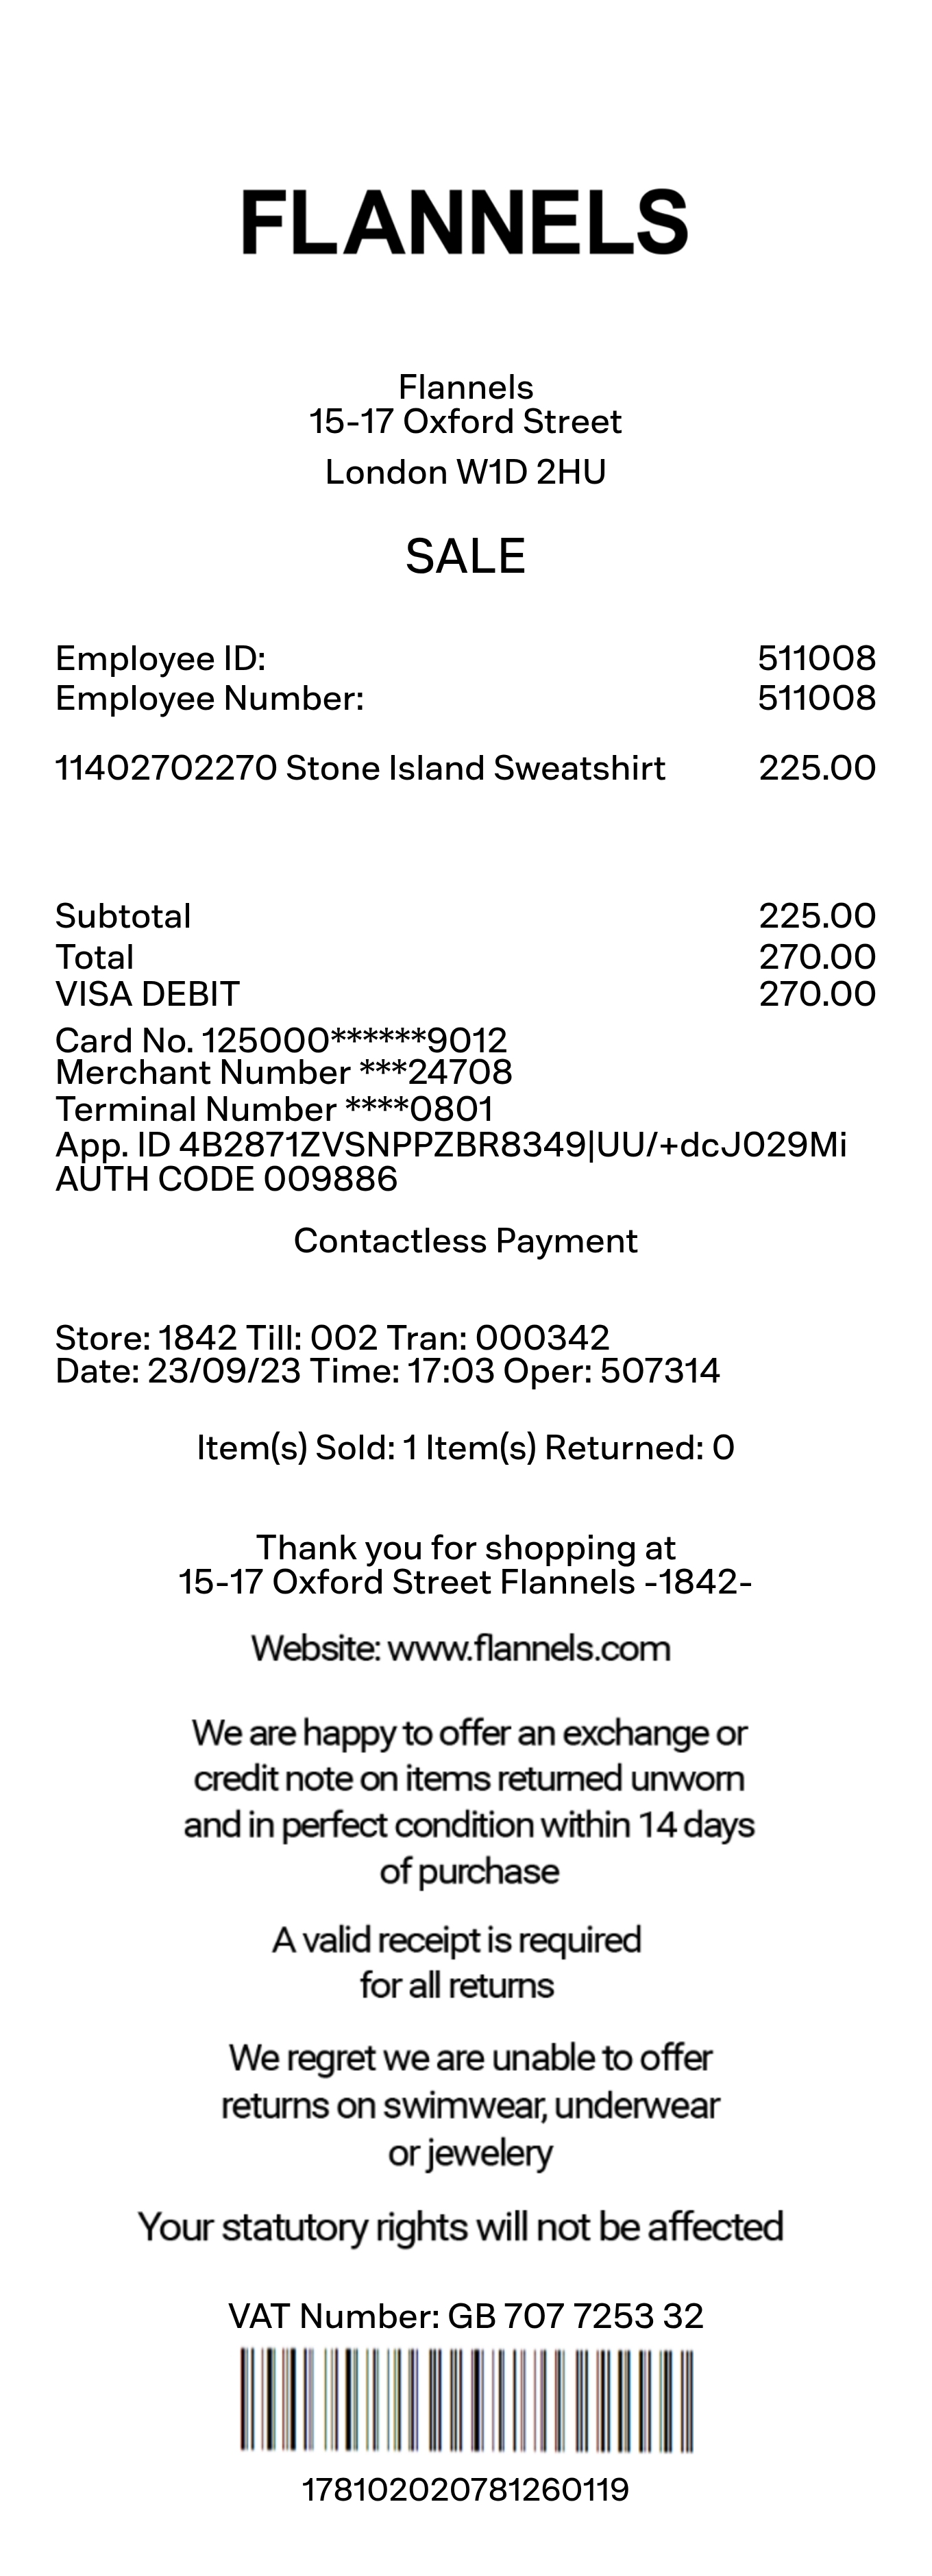 FLANNELS
Flannels
15-17 Oxford Street
London W1D 2HU
SALE
Employee ID: 511008
Employee Number: 511008
11402702270 Stone Island Sweatshirt 225.00
Subtotal 225.00
Total 270.00
VISA DEBIT 270.00
Card No. 125000******9012
Merchant Number ***24708
Terminal Number ****0801
App. ID 4B2871ZVSNPPZBR8349|UU/+dcJ029Mi
AUTH CODE 009886
Contactless Payment
Store: 1842 Till: 002 Tran: 000342
Date: 23/09/23 Time: 17:03 Oper: 507314
Item(s) Sold: 1 Item(s) Returned: 0
Thank you for shopping at
15-17 Oxford Street Flannels -1842-
Website: www.flannels.com
We are happy to offer an exchange or
credit note on items returned unworn
and in perfect condition within 14 days
of purchase
A valid receipt is required
for all returns
We regret we are unable to offer
returns on swimwear, underwear
or jewelery
Your statutory rights will not be affected
VAT Number: GB 707 7253 32
178102020781260119